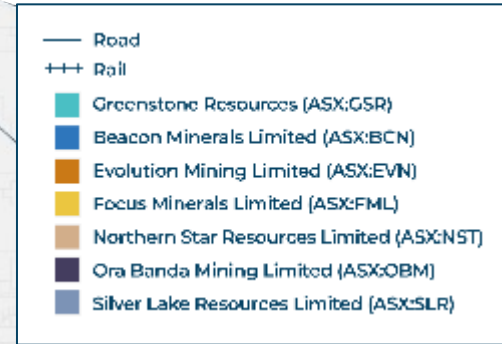 Road
Rail
Greenstone Resources (ASX:GSR)
Beacon Minerals Limited (ASX:BCN)
Evolution Mining Limited (ASX:EVN)
Focus Minerals Limited (ASX:FML)
Northern Star Resources Limited (ASX:NST)
Ora Banda Mining Limited (ASX:OBM)
Silver Lake Resources Limited (ASX:SLR)